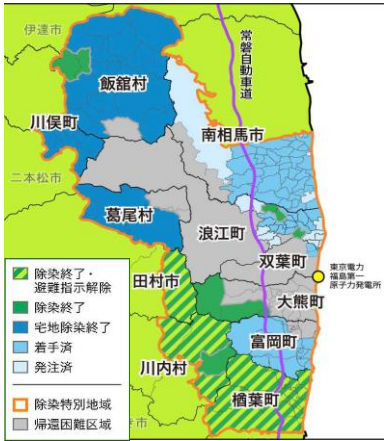 伊達市
常磐自動車道
飯舘村
川俣町
南相馬市
二本松市
葛尾村
浪江町
双葉町
東京電力
福島第一
原子力発電所
田村市
大熊町
富岡町
川内村
楢葉町
除染終了・
避難指示解除
除染終了
宅地除染終了
着手済
発注済
除染特別地域
帰還困難区域
市